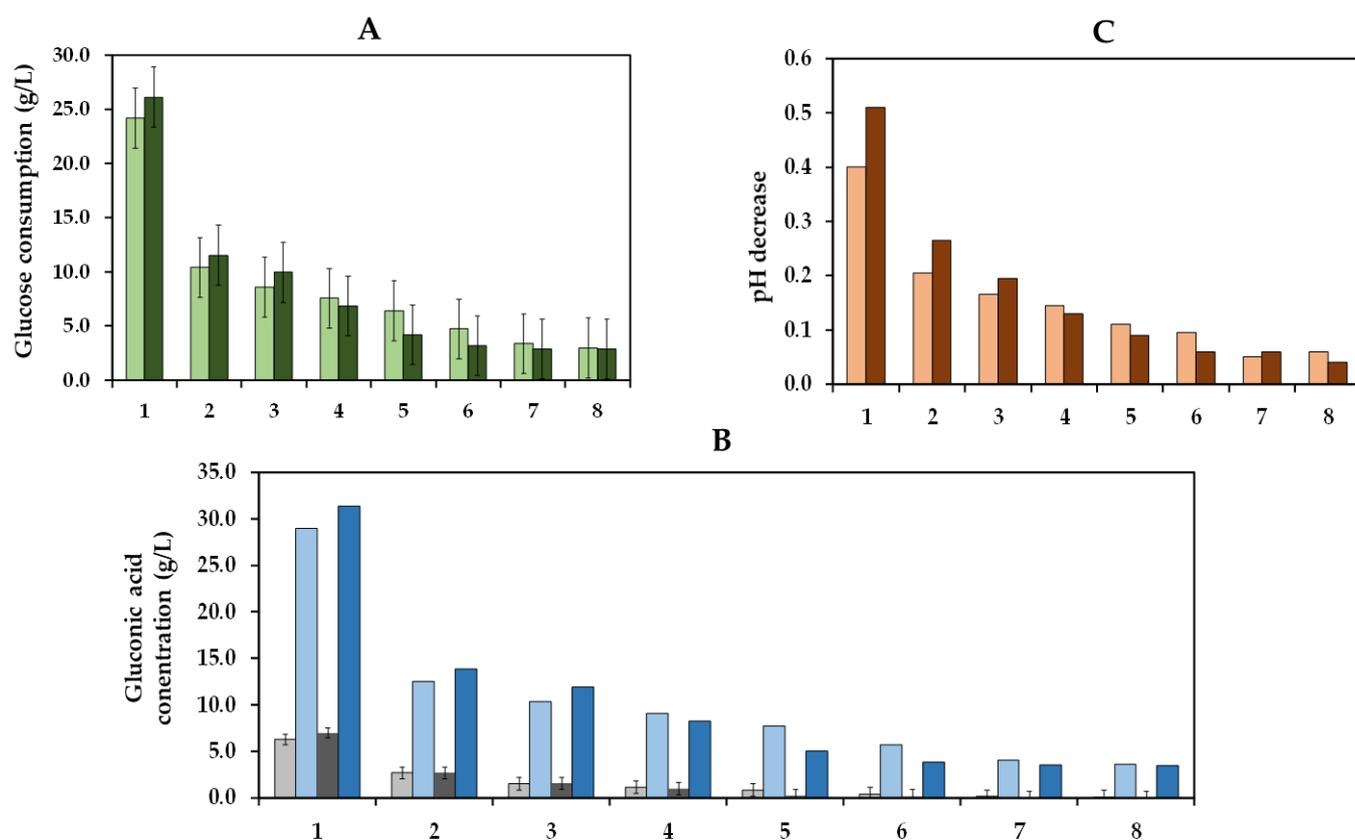 A
Glucose consumption (g/L)
30.0
25.0
20.0
15.0
10.0
5.0
0.0
1 2 3 4 5 6 7 8
C
pH decrease
0.6
0.5
0.4
0.3
0.2
0.1
0.0
1 2 3 4 5 6 7 8
B
Gluconic acid
conentration (g/L)
35.0
30.0
25.0
20.0
15.0
10.0
5.0
0.0
1 2 3 4 5 6 7 8